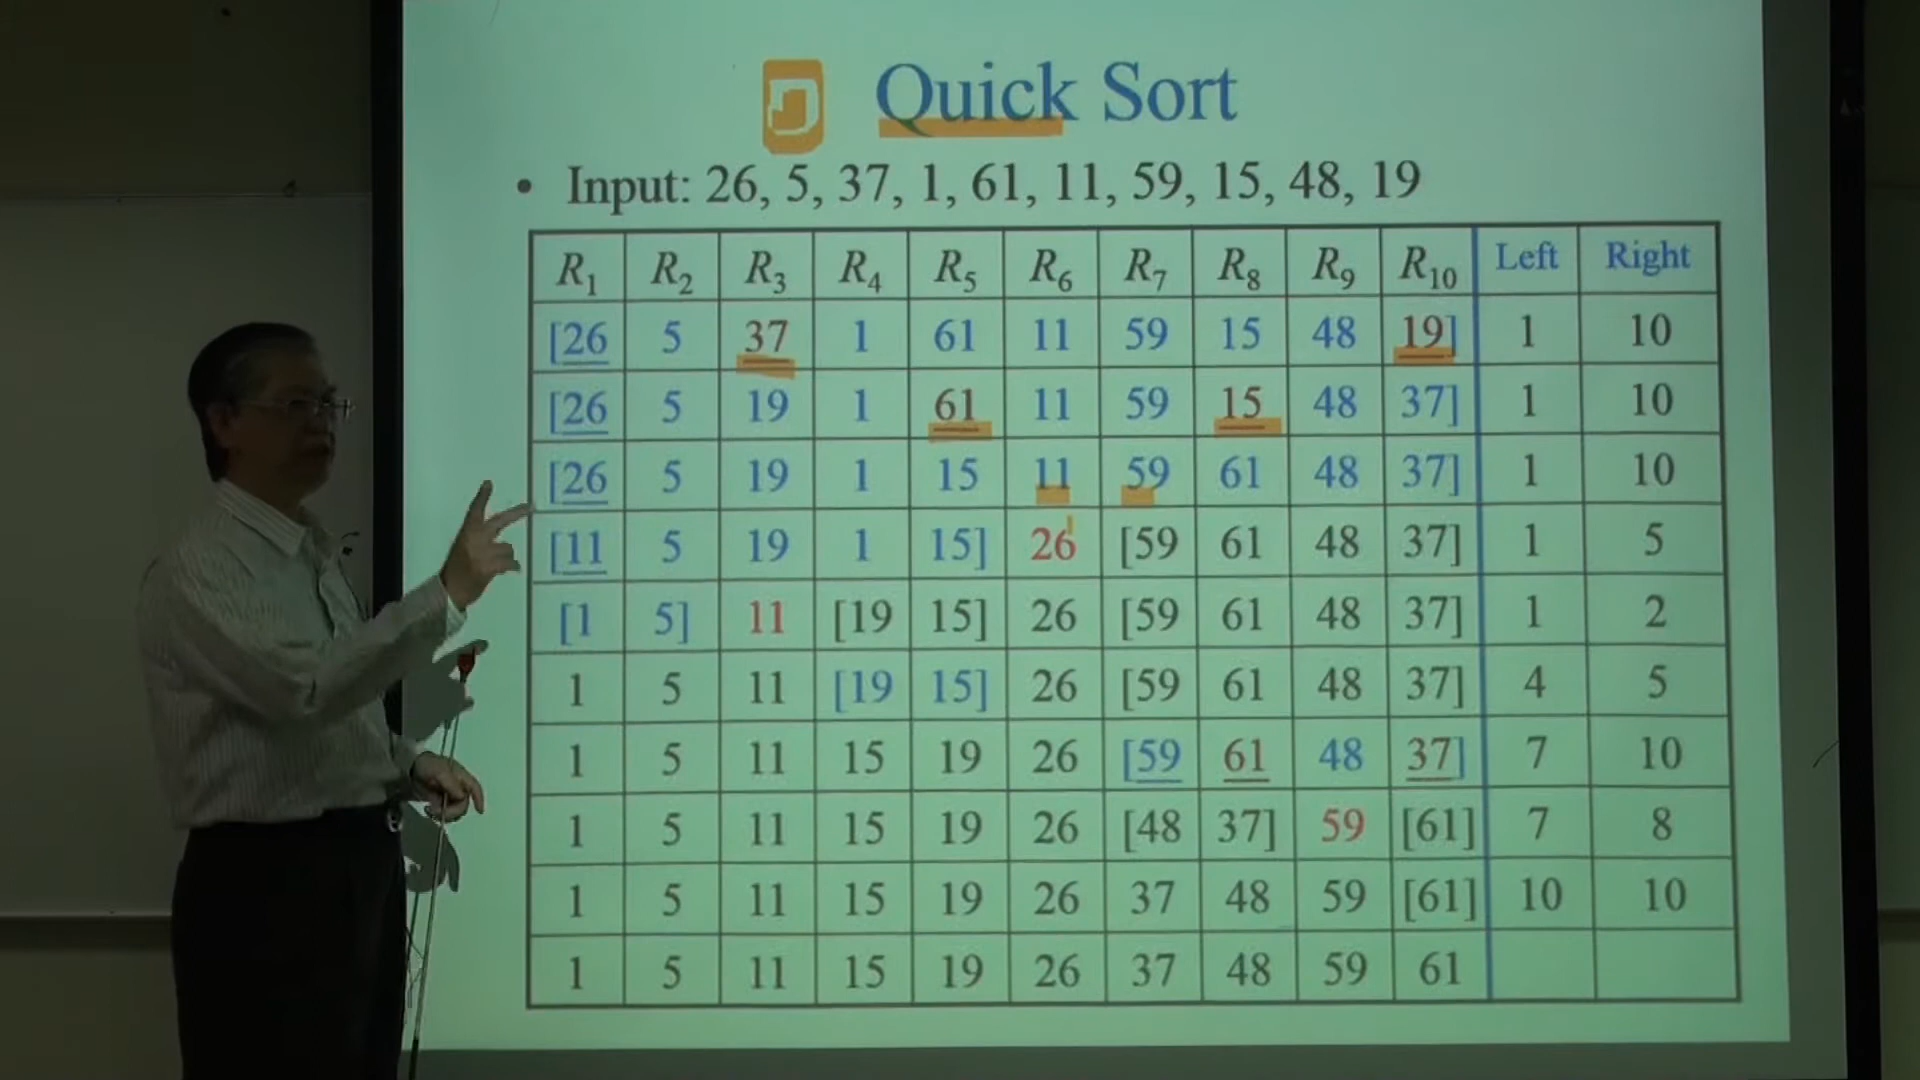 Quick Sort
• Input: 26, 5, 37, 1, 61, 11, 59, 15, 48, 19
R1 R2 R3 R4 R5 R6 R7 R8 R9 R10 Left Right
[26 5 37 1 61 11 59 15 48 19] 1 10
[26 5 19 1 61 11 59 15 48 37] 1 10
[26 5 19 1 15 11 59 61 48 37] 1 10
[11 5 19 1 15] 26 [59 61 48 37] 1 5
[1 5] 11 [19 15] 26 [59 61 48 37] 1 2
1 5 11 [19 15] 26 [59 61 48 37] 4 5
1 5 11 15 19 26 [59 61 48 37] 7 10
1 5 11 15 19 26 [48 37] 59 [61] 7 8
1 5 11 15 19 26 37 48 59 [61] 10 10
1 5 11 15 19 26 37 48 59 61